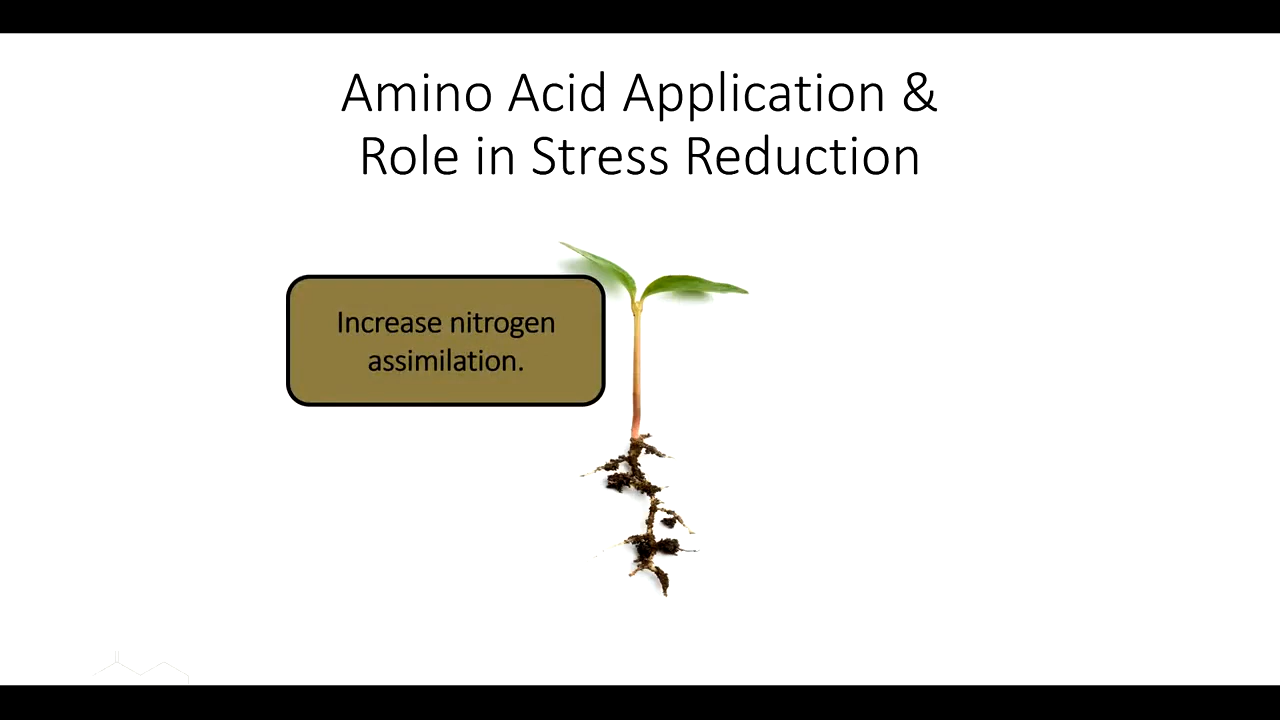 Amino Acid Application &
Role in Stress Reduction
Increase nitrogen
assimilation.